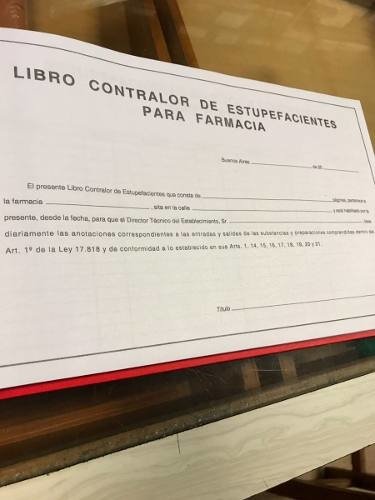 LIBRO CONTRALOR DE ESTUPEFACIENTES
PARA FARMACIA
Buenos Aires de 20
El presente Libro Contralor de Estupefacientes que consta de páginas, pertenece a
la farmacia , sita en la calle y será habilitado por la
presente, desde la fecha, para que el Director Técnico del Establecimiento, Sr. lleve
diariamente las anotaciones correspondientes a las entradas y salidas de las substancias y preparaciones comprendidas dentro del
Art. 1º de la Ley 17.818 y de conformidad a lo establecido en sus Arts. 1, 14, 15, 16, 17, 18, 19, 20 y 21.
Título